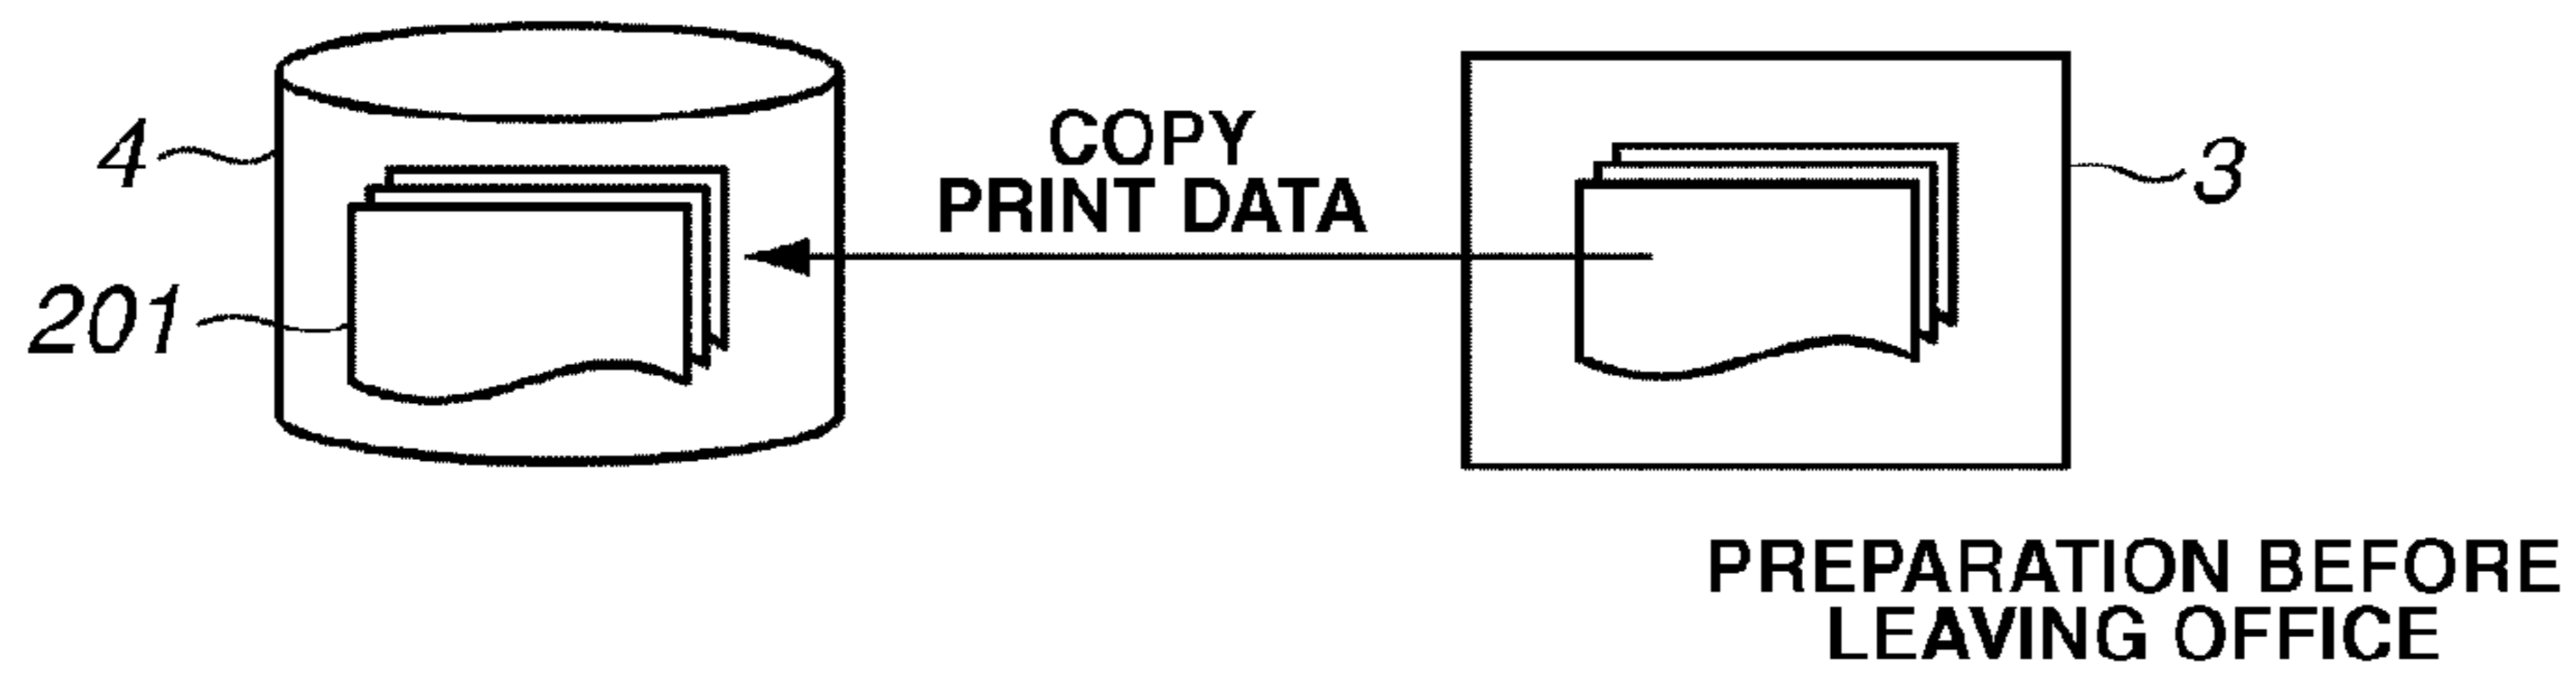 COPY
PRINT DATA
4
3
201
PREPARATION BEFORE
LEAVING OFFICE